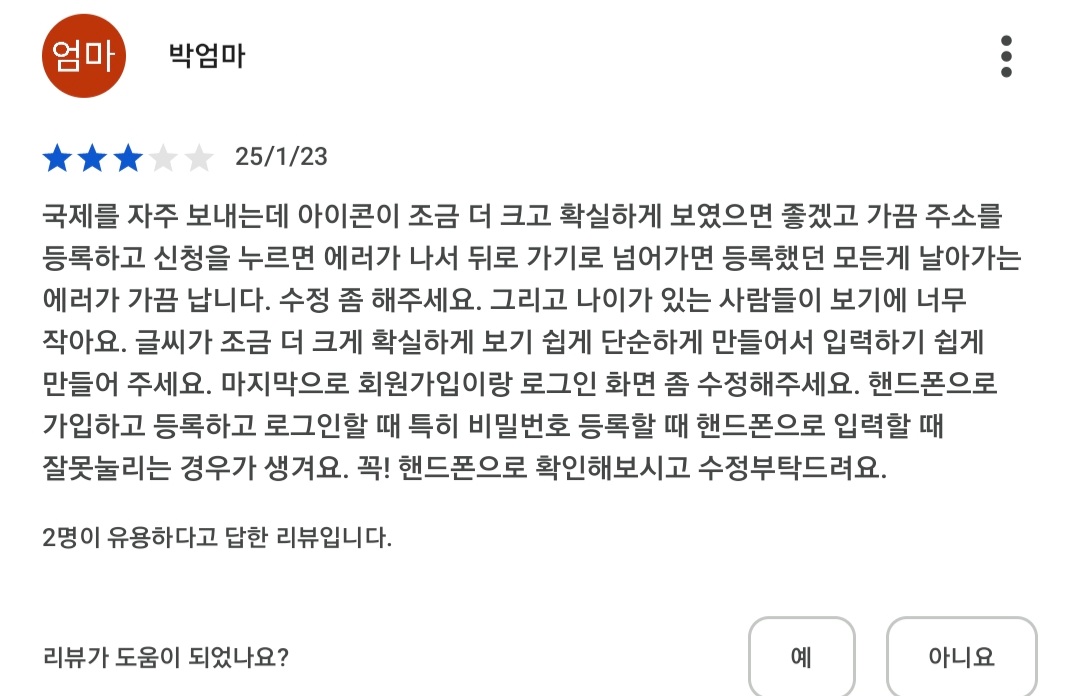 엄마
박엄마
25/1/23
국제를 자주 보내는데 아이콘이 조금 더 크고 확실하게 보였으면 좋겠고 가끔 주소를
등록하고 신청을 누르면 에러가 나서 뒤로 가기로 넘어가면 등록했던 모든게 날아가는
에러가 가끔 납니다. 수정 좀 해주세요. 그리고 나이가 있는 사람들이 보기에 너무
작아요. 글씨가 조금 더 크게 확실하게 보기 쉽게 단순하게 만들어서 입력하기 쉽게
만들어 주세요. 마지막으로 회원가입이랑 로그인 화면 좀 수정해주세요. 핸드폰으로
가입하고 등록하고 로그인할 때 특히 비밀번호 등록할 때 핸드폰으로 입력할 때
잘못눌리는 경우가 생겨요. 꼭! 핸드폰으로 확인해보시고 수정부탁드려요.
2명이 유용하다고 답한 리뷰입니다.
리뷰가 도움이 되었나요?
예
아니요